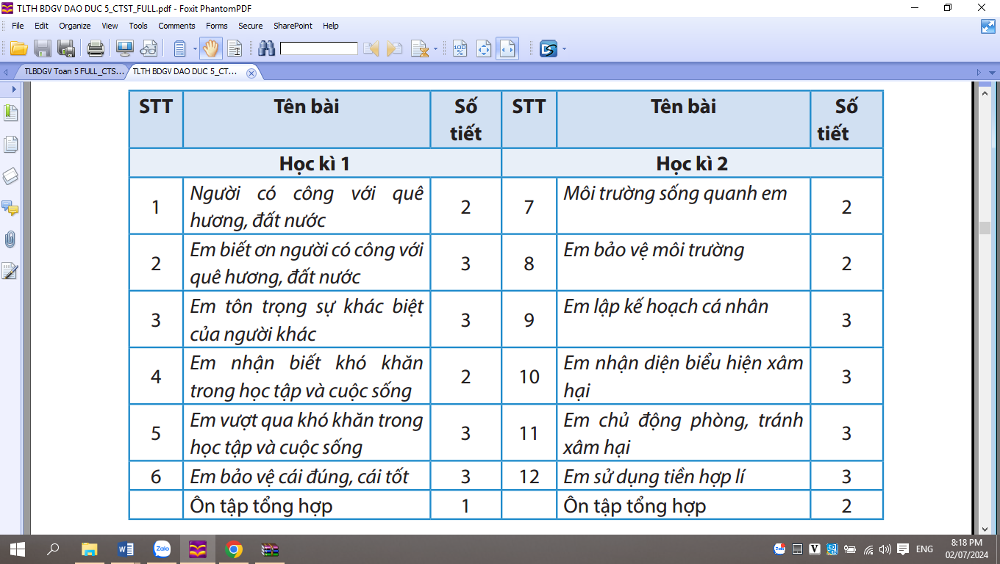 TLTH BDGV DAO DUC 5_CTST_FULL.pdf - Foxit PhantomPDF
File Edit Organize View Tools Comments Forms Secure SharePoint Help
TLBDGV Toan 5 FULL_CTS... TLTH BDGV DAO DUC 5_CT...
STT Tên bài Số tiết STT Tên bài Số tiết
Học kì 1 Học kì 2
1 Người có công với quê hương, đất nước 2 7 Môi trường sống quanh em 2
2 Em biết ơn người có công với quê hương, đất nước 3 8 Em bảo vệ môi trường 2
3 Em tôn trọng sự khác biệt của người khác 3 9 Em lập kế hoạch cá nhân 3
4 Em nhận biết khó khăn trong học tập và cuộc sống 2 10 Em nhận diện biểu hiện xâm hại 3
5 Em vượt qua khó khăn trong học tập và cuộc sống 3 11 Em chủ động phòng, tránh xâm hại 3
6 Em bảo vệ cái đúng, cái tốt 3 12 Em sử dụng tiền hợp lí 3
Ôn tập tổng hợp 1 Ôn tập tổng hợp 2
Zalo
V
ENG
8:18 PM
02/07/2024